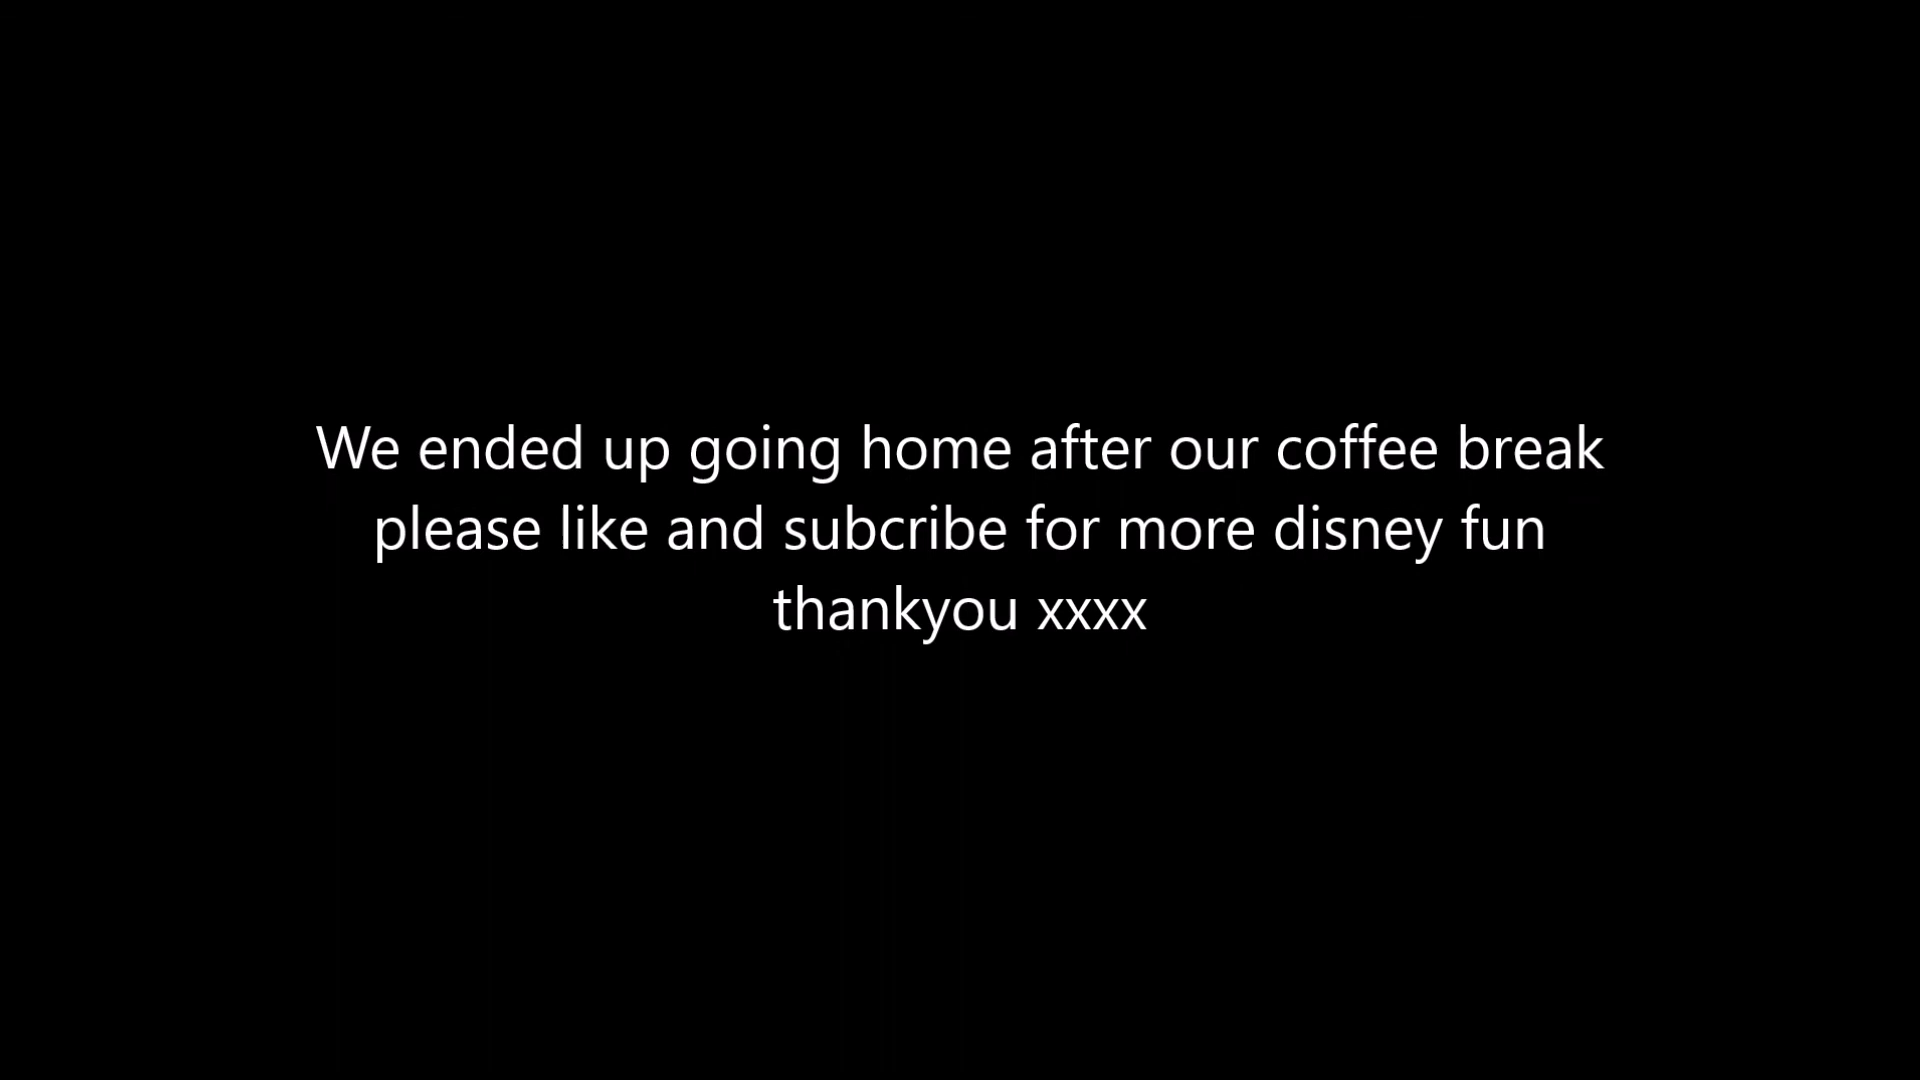 We ended up going home after our coffee break
please like and subcribe for more disney fun
thankyou xxxx